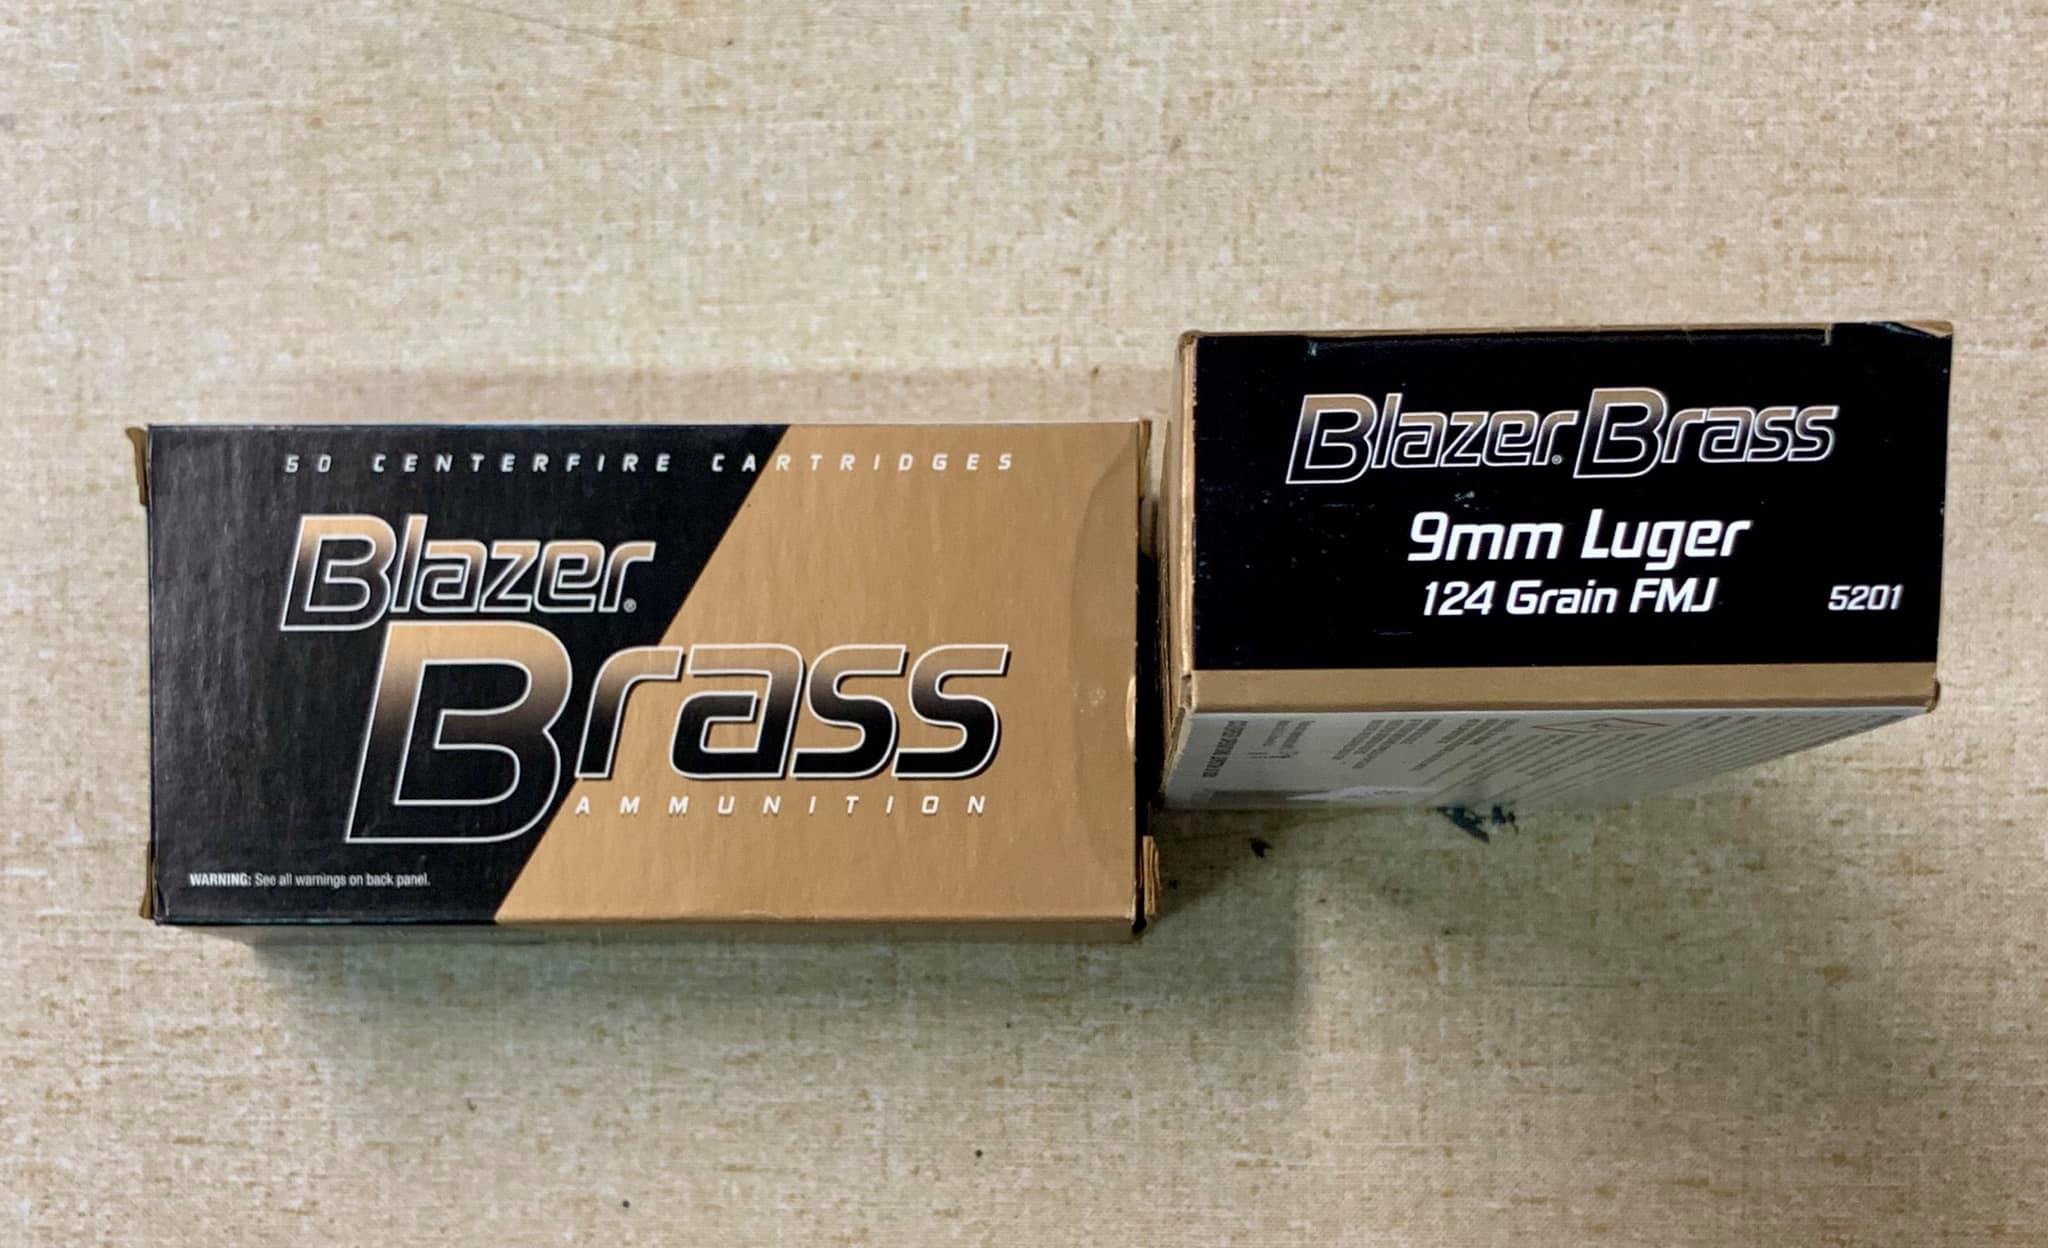 50 CENTERFIRE CARTRIDGES
Blazer®
Brass
AMMUNITION
WARNING: See all warnings on back panel.
Blazer® Brass
9mm Luger
124 Grain FMJ
5201